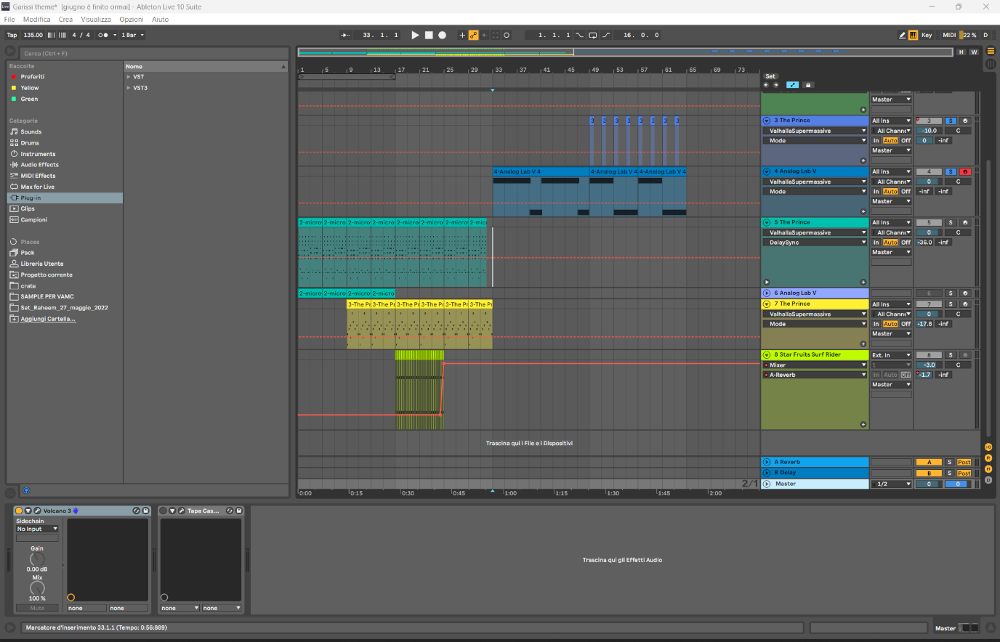 Garissi theme*  [giugno è finito ormai] - Ableton Live 10 Suite
File Modifica Crea Visualizza Opzioni Aiuto
Tap 135.00 4 / 4 1 Bar 33. 1. 1 1. 1. 1 16. 0. 0 Key MIDI 22 % D
Cerca (Ctrl + F)
H W
Raccolte
Preferiti
Yellow
Green
Categorie
Sounds
Drums
Instruments
Audio Effects
MIDI Effects
Max for Live
Plug-in
Clips
Campioni
Places
Pack
Libreria Utente
Progetto corrente
crate
SAMPLE PER VAMC
Set_Raheem_27_maggio_2022
Aggiungi Cartella...
Nome
VST
VST3
1 5 9 13 17 21 25 29 33 37 41 45 49 53 57 61 65 69 73
Set
Master
3 3 3 3 3 3 3 3
3 The Prince All Ins 3 S
ValhallaSupermassive All Channe -10.0 C
Mode In Auto Off 0 -inf
Master
4-Analog Lab V 4 4-Analog Lab V 4 4-Analog Lab V 4
4 Analog Lab V All Ins 4 S
ValhallaSupermassive All Channe 0 C
Mode In Auto Off -inf -inf
Master
2-micro 2-micro 2-micro 2-micro 2-micro 2-micro 2-micro 2-micr
5 The Prince All Ins 5 S
ValhallaSupermassive All Channe 0 C
DelaySync In Auto Off -36.0 -inf
Master
2-micro 2-micro 2-micro 2-micro
6 Analog Lab V 6 S
3-The Pr 3-The Pr 3-The Pr 3-The Pr 3-The Pr 3-The Pr
7 The Prince All Ins 7 S
ValhallaSupermassive All Channe 0 C
Mode In Auto Off -17.8 -inf
Master
8 Star Fruits Surf Rider Ext. In 8 S
Mixer 1 -3.0 C
A-Reverb In Auto Off -1.7 -inf
Master
Trascina qui i File e i Dispositivi
A Reverb A S Post
B Delay B S Post
2/1 Master 1/2 0 0
0:00 0:15 0:30 0:45 1:00 1:15 1:30 1:45 2:00
Volcano 3
Sidechain
No Input
Gain
0.00 dB
Mix
100 %
Mute
none none
Tape Cas...
none none
Trascina qui gli Effetti Audio
Marcatore d'Inserimento 33.1.1 (Tempo: 0:56:889)
Master